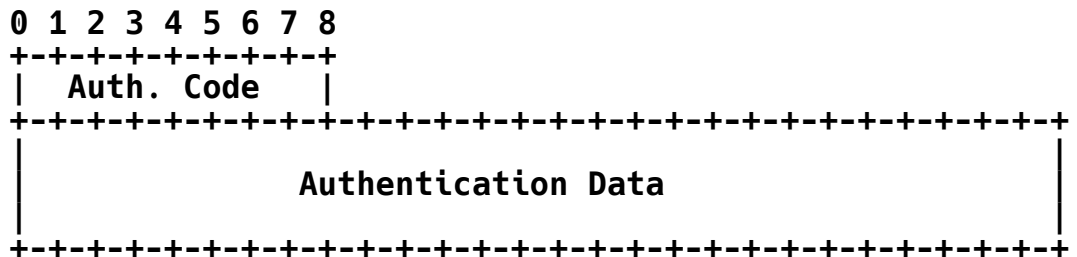 0 1 2 3 4 5 6 7 8
+-+-+-+-+-+-+-+-+
|  Auth. Code   |
+-+-+-+-+-+-+-+-+-+-+-+-+-+-+-+-+-+-+-+-+-+-+-+-+-+-+-+
|                                                     |
|              Authentication Data                    |
|                                                     |
+-+-+-+-+-+-+-+-+-+-+-+-+-+-+-+-+-+-+-+-+-+-+-+-+-+-+-+